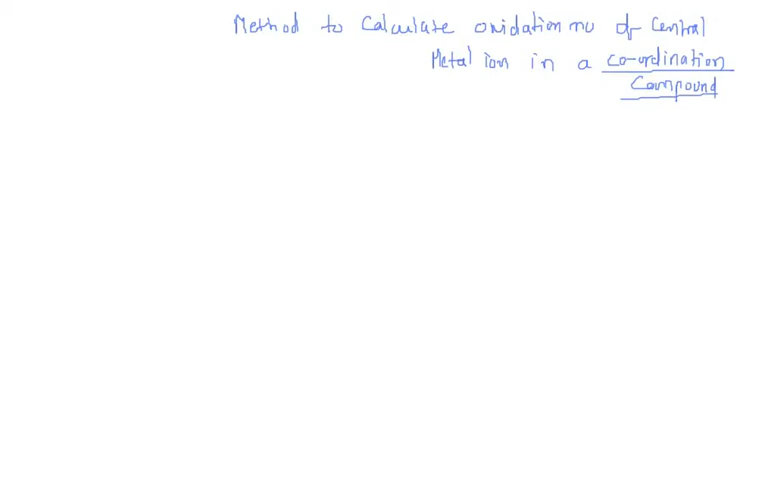 Method to Calculate oxidation no of Central
Metal ion in a co-ordination
Compound